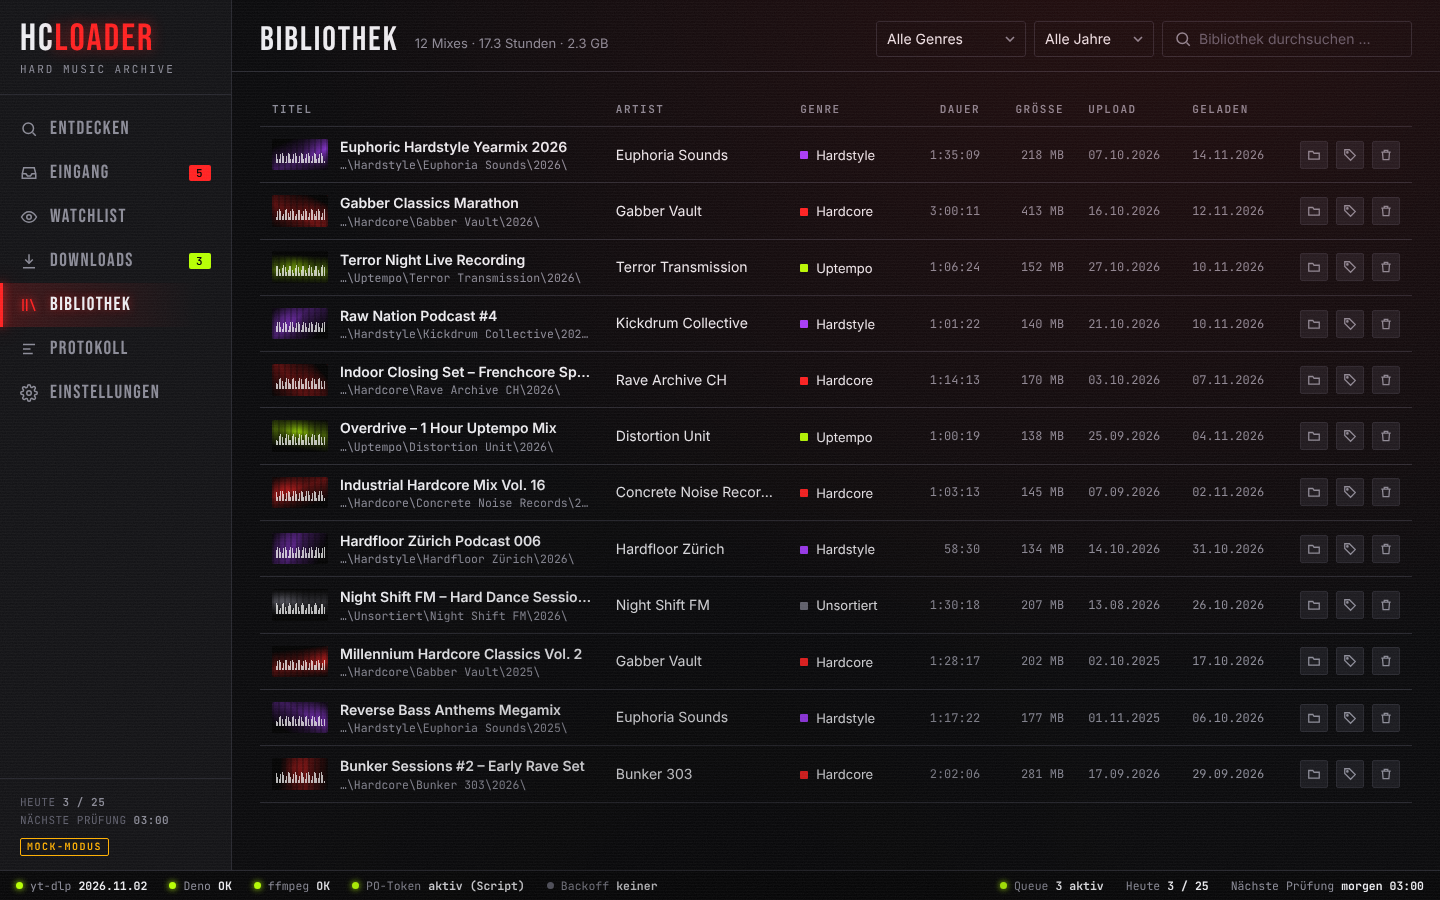 HCLOADER
HARD MUSIC ARCHIVE
ENTDECKEN
EINGANG 5
WATCHLIST
DOWNLOADS 3
BIBLIOTHEK
PROTOKOLL
EINSTELLUNGEN
HEUTE 3 / 25
NÄCHSTE PRÜFUNG 03:00
MOCK-MODUS
BIBLIOTHEK 12 Mixes · 17.3 Stunden · 2.3 GB
Alle Genres Alle Jahre Bibliothek durchsuchen ...
TITEL ARTIST GENRE DAUER GRÖSSE UPLOAD GELADEN
Euphoric Hardstyle Yearmix 2026
…\Hardstyle\Euphoria Sounds\2026\
Euphoria Sounds Hardstyle 1:35:09 218 MB 07.10.2026 14.11.2026
Gabber Classics Marathon
…\Hardcore\Gabber Vault\2026\
Gabber Vault Hardcore 3:00:11 413 MB 16.10.2026 12.11.2026
Terror Night Live Recording
…\Uptempo\Terror Transmission\2026\
Terror Transmission Uptempo 1:06:24 152 MB 27.10.2026 10.11.2026
Raw Nation Podcast #4
…\Hardstyle\Kickdrum Collective\202…
Kickdrum Collective Hardstyle 1:01:22 140 MB 21.10.2026 10.11.2026
Indoor Closing Set – Frenchcore Sp…
…\Hardcore\Rave Archive CH\2026\
Rave Archive CH Hardcore 1:14:13 170 MB 03.10.2026 07.11.2026
Overdrive – 1 Hour Uptempo Mix
…\Uptempo\Distortion Unit\2026\
Distortion Unit Uptempo 1:00:19 138 MB 25.09.2026 04.11.2026
Industrial Hardcore Mix Vol. 16
…\Hardcore\Concrete Noise Records\2…
Concrete Noise Recor… Hardcore 1:03:13 145 MB 07.09.2026 02.11.2026
Hardfloor Zürich Podcast 006
…\Hardstyle\Hardfloor Zürich\2026\
Hardfloor Zürich Hardstyle 58:30 134 MB 14.10.2026 31.10.2026
Night Shift FM – Hard Dance Sessio…
…\Unsortiert\Night Shift FM\2026\
Night Shift FM Unsortiert 1:30:18 207 MB 13.08.2026 26.10.2026
Millennium Hardcore Classics Vol. 2
…\Hardcore\Gabber Vault\2025\
Gabber Vault Hardcore 1:28:17 202 MB 02.10.2025 17.10.2026
Reverse Bass Anthems Megamix
…\Hardstyle\Euphoria Sounds\2025\
Euphoria Sounds Hardstyle 1:17:22 177 MB 01.11.2025 06.10.2026
Bunker Sessions #2 – Early Rave Set
…\Hardcore\Bunker 303\2026\
Bunker 303 Hardcore 2:02:06 281 MB 17.09.2026 29.09.2026
yt-dlp 2026.11.02 Deno OK ffmpeg OK PO-Token aktiv (Script) Backoff keiner Queue 3 aktiv Heute 3 / 25 Nächste Prüfung morgen 03:00